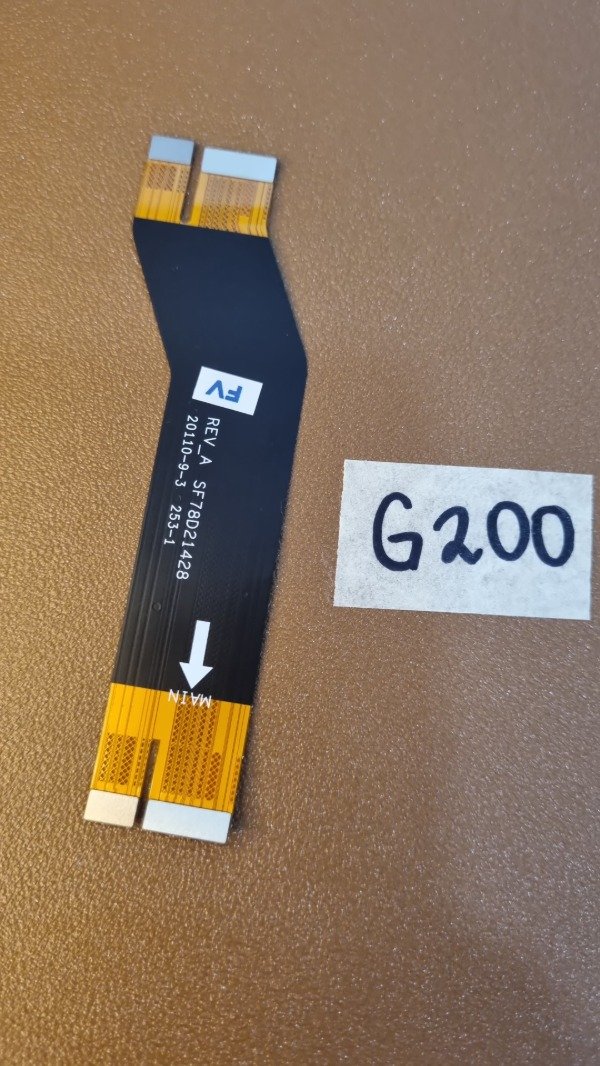 FV
REV_A SF78D21428
20110-9-3 253-1
MAIN
G200